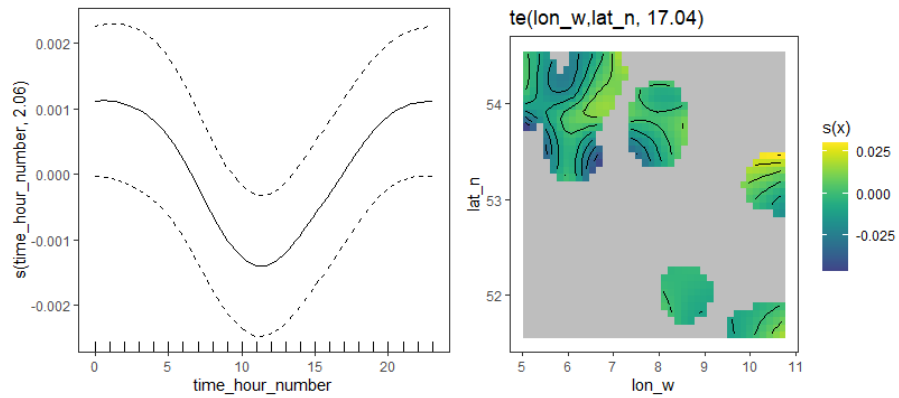 s(time_hour_number, 2.06)
0.002
0.001
0.000
-0.001
-0.002
0 5 10 15 20
time_hour_number
te(lon_w,lat_n, 17.04)
lat_n
54
53
52
5 6 7 8 9 10 11
lon_w
s(x)
0.025
0.000
-0.025